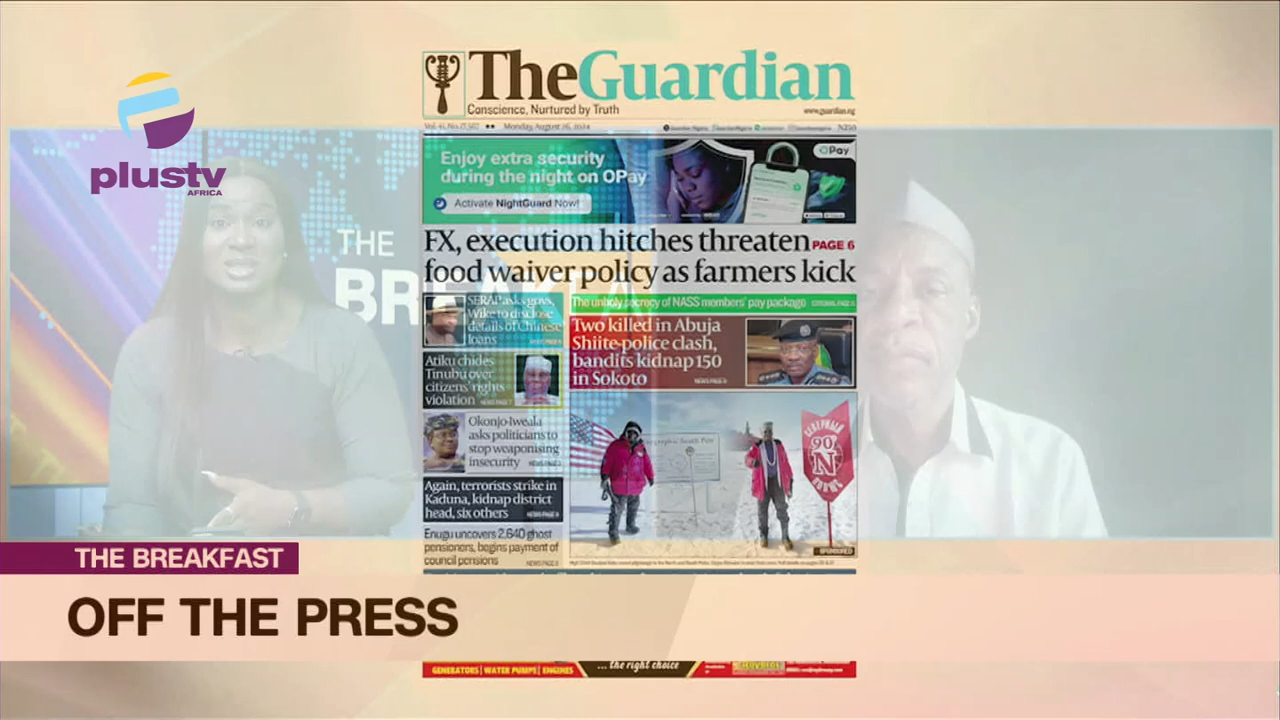 plustv
AFRICA
THE
BREAKFA
TheGuardian
Conscience, Nurtured by Truth
www.guardian.ng
Monday, August 26, 2024
Enjoy extra security
during the night on OPay
Activate NightGuard Now!
OPay
FX, execution hitches threaten PAGE 6
food waiver policy as farmers kick
SERAP asks govs,
Wike to disclose
details of Chinese
loans
Atiku chides
Tinubu over
citizens' rights
violation NEWS PAGE 7
Okonjo-Iweala
asks politicians to
stop weaponising
insecurity
Again, terrorists strike in
Kaduna, kidnap district
head, six others
Enugu uncovers 2,640 ghost
pensioners, begins payment of
council pensions
The unholy secrecy of NASS members' pay package
Two killed in Abuja
Shiite-police clash,
bandits kidnap 150
in Sokoto
90
N
SPONSORED
THE BREAKFAST
OFF THE PRESS
GENERATORS | WATER PUMPS | ENGINES
... the right choice